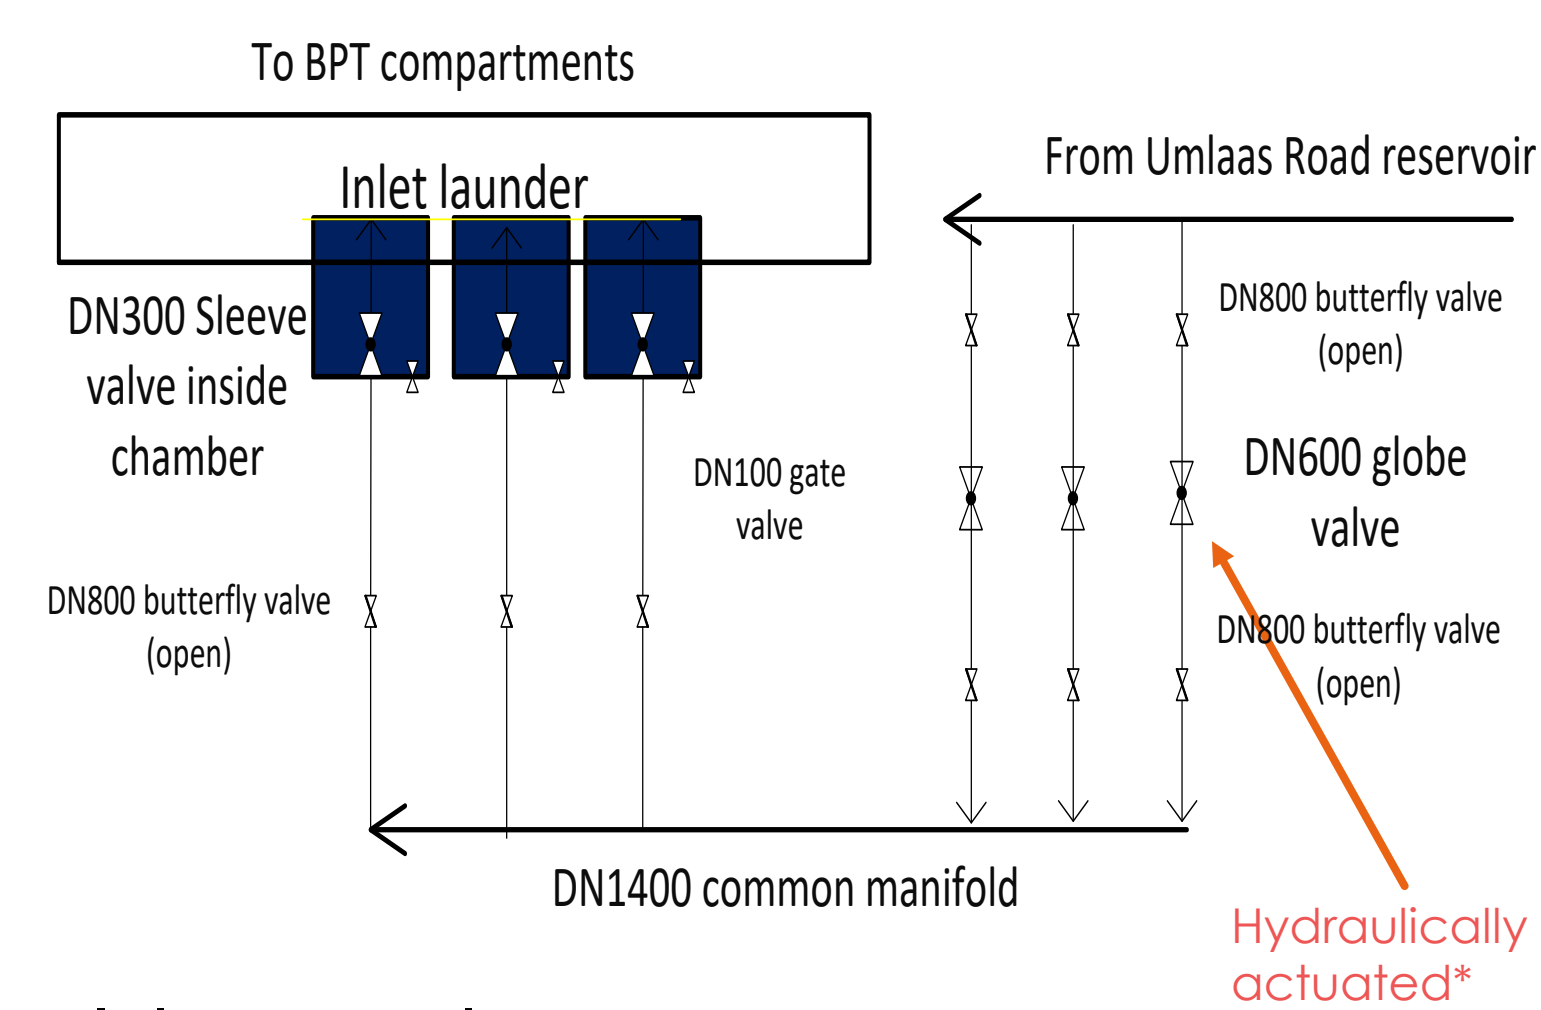 To BPT compartments
From Umlaas Road reservoir
Inlet launder
DN300 Sleeve
valve inside
chamber
DN800 butterfly valve
(open)
DN100 gate
valve
DN600 globe
valve
DN800 butterfly valve
(open)
DN800 butterfly valve
(open)
DN1400 common manifold
Hydraulically
actuated*